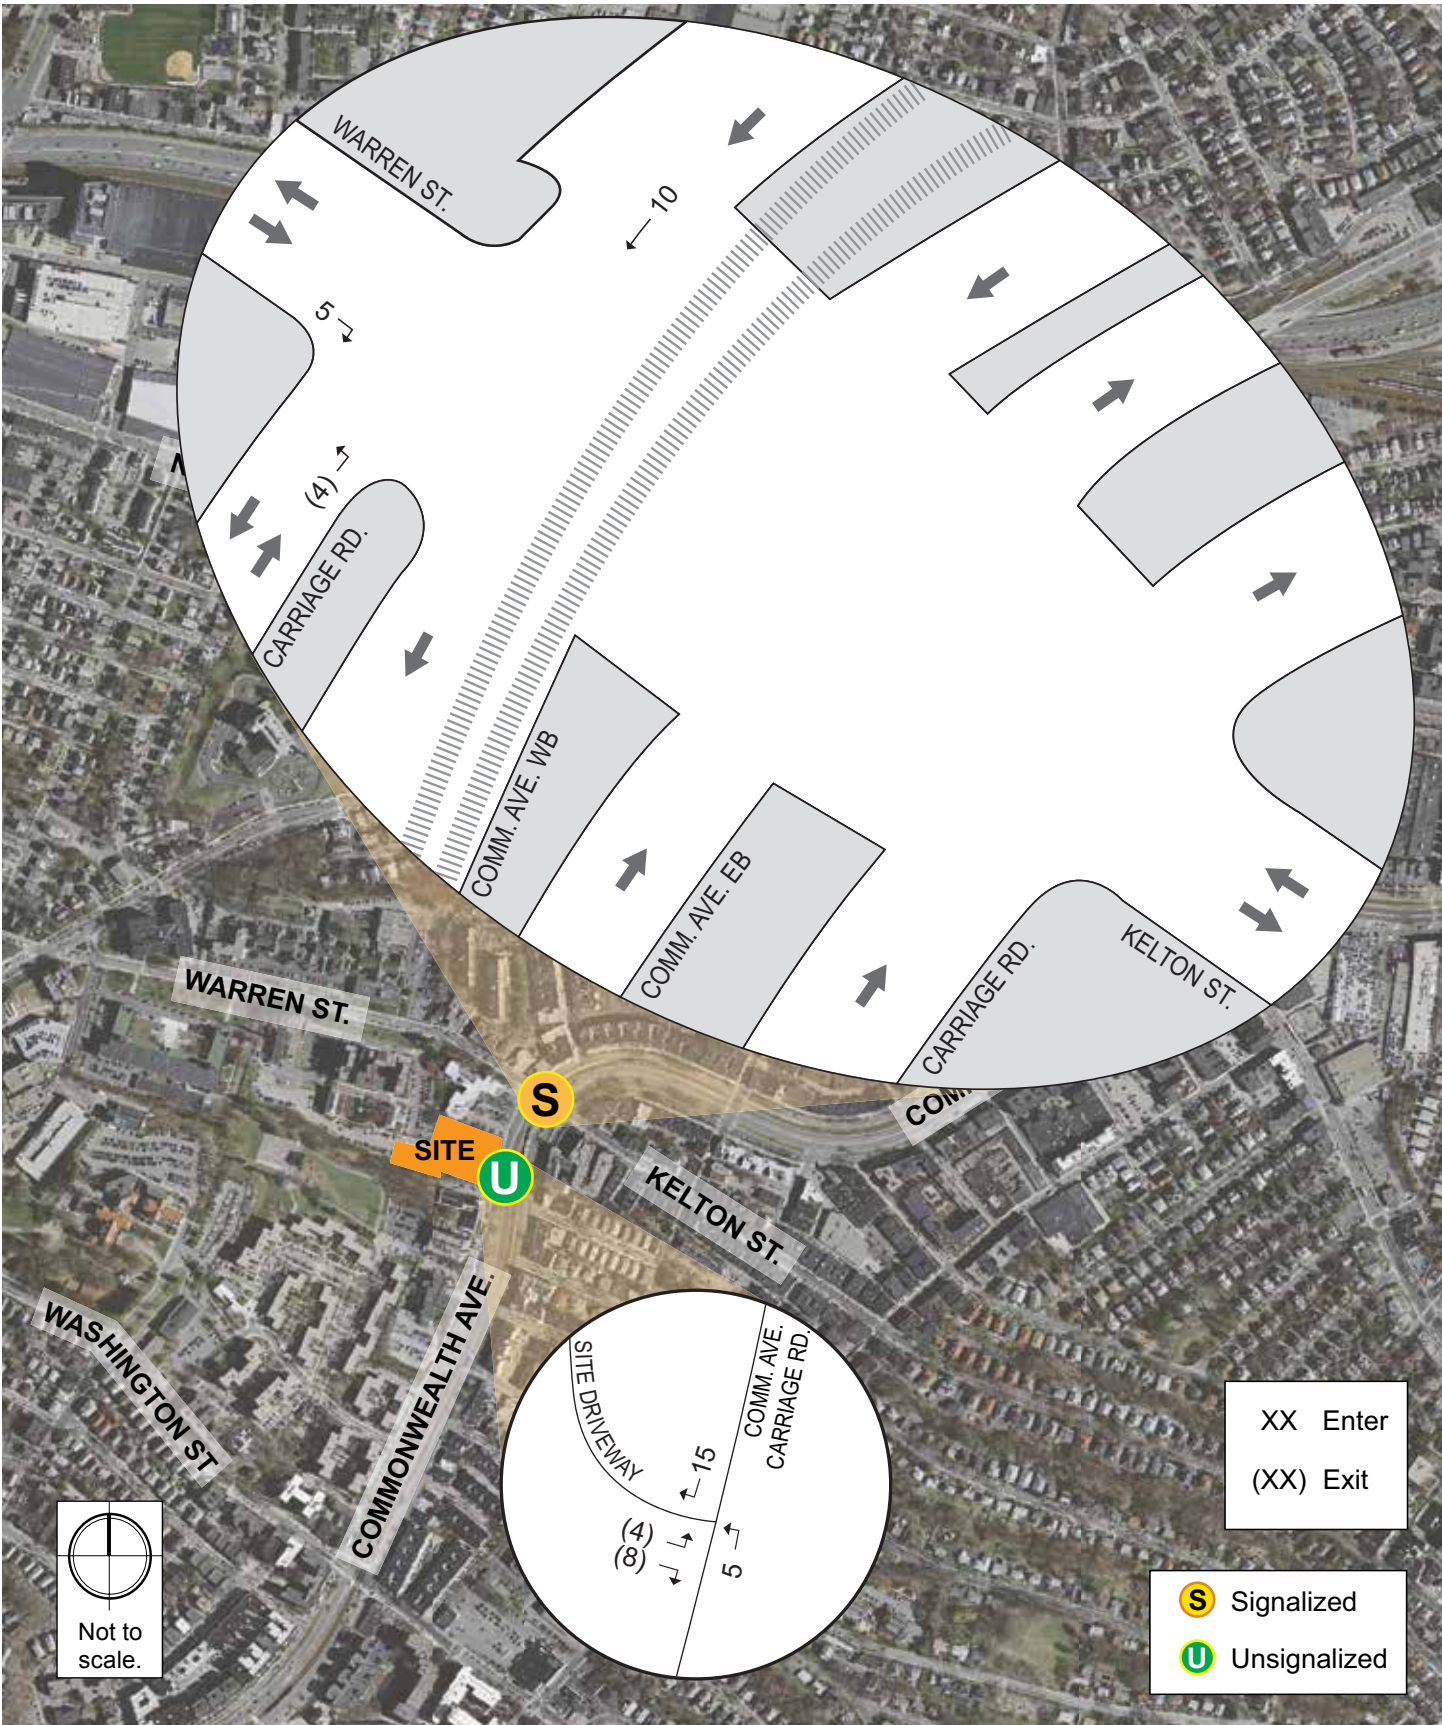 WARREN ST.
10
5
(4)
N
CARRIAGE RD.
COMM. AVE. WB
COMM. AVE. EB
CARRIAGE RD.
KELTON ST.
WARREN ST.
COM
S
SITE
U
KELTON ST.
WASHINGTON ST
COMMONWEALTH AVE.
SITE DRIVEWAY
COMM. AVE.
CARRIAGE RD.
15
(4)
(8)
5
XX Enter
(XX) Exit
Not to
scale.
S Signalized
U Unsignalized